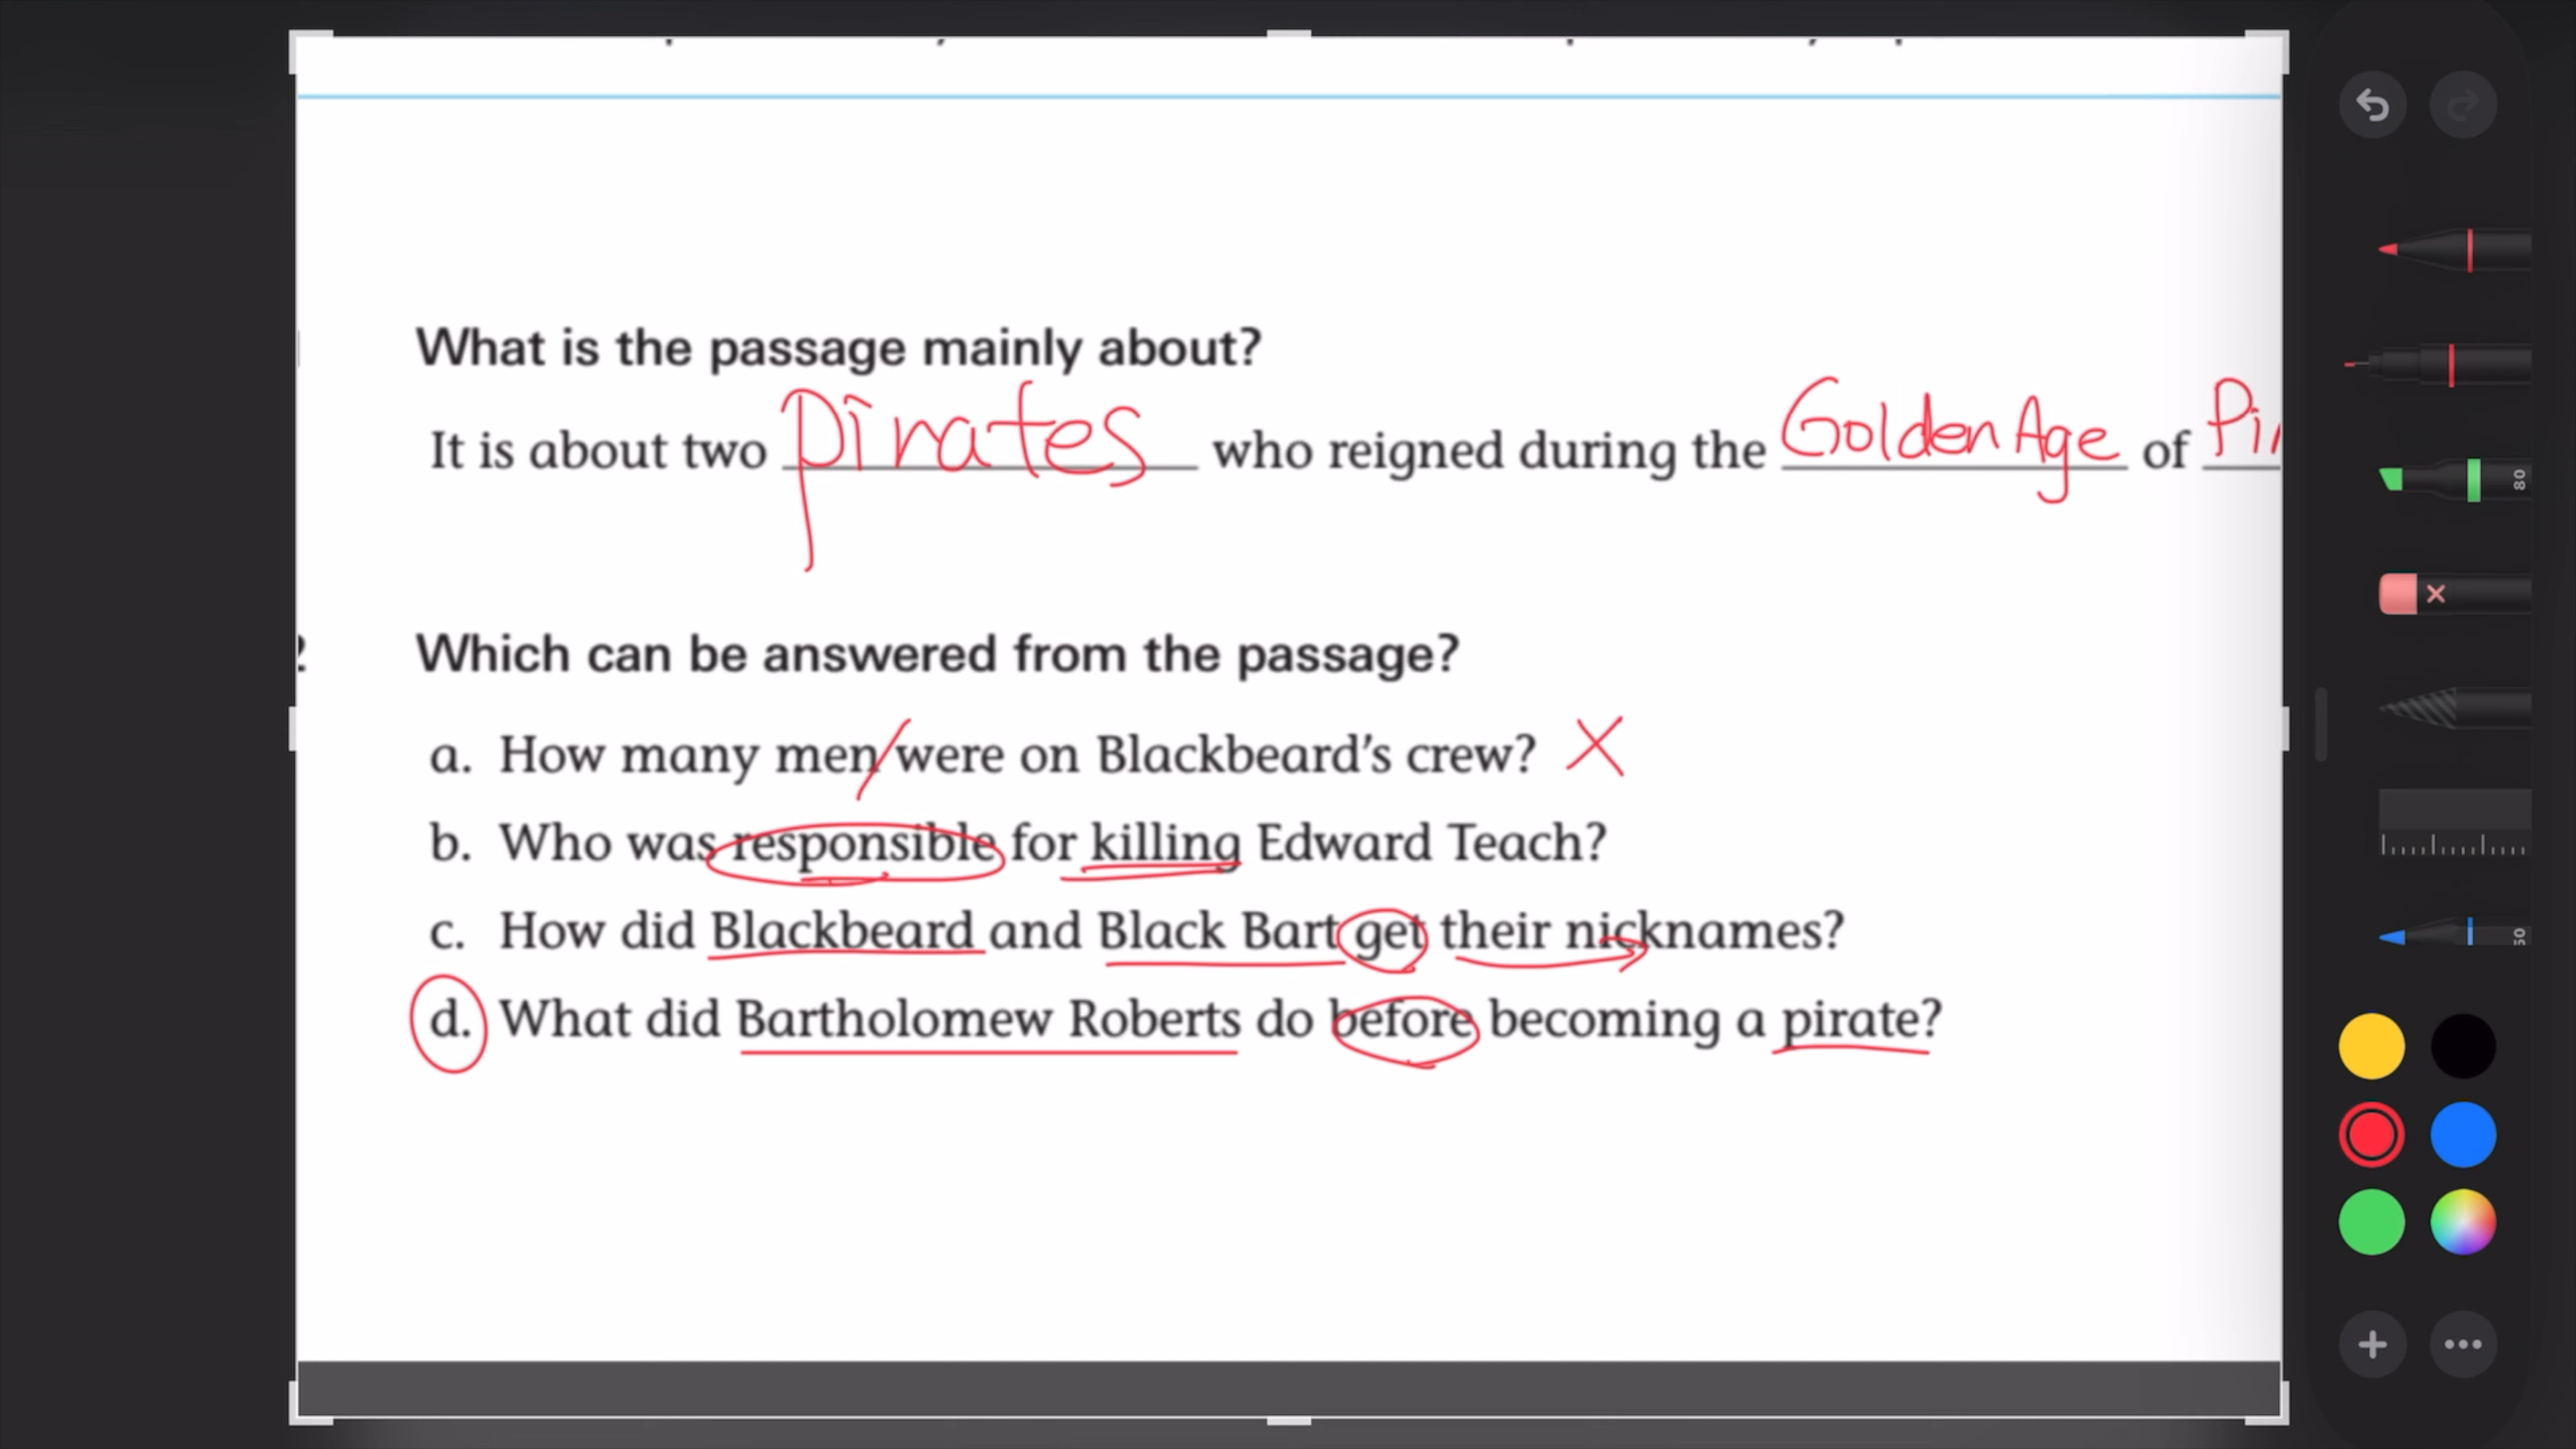 What is the passage mainly about?
It is about two pirates who reigned during the Golden Age of
Which can be answered from the passage?
a. How many men were on Blackbeard's crew? X
b. Who was responsible for killing Edward Teach?
c. How did Blackbeard and Black Bart get their nicknames?
d. What did Bartholomew Roberts do before becoming a pirate?
80
50